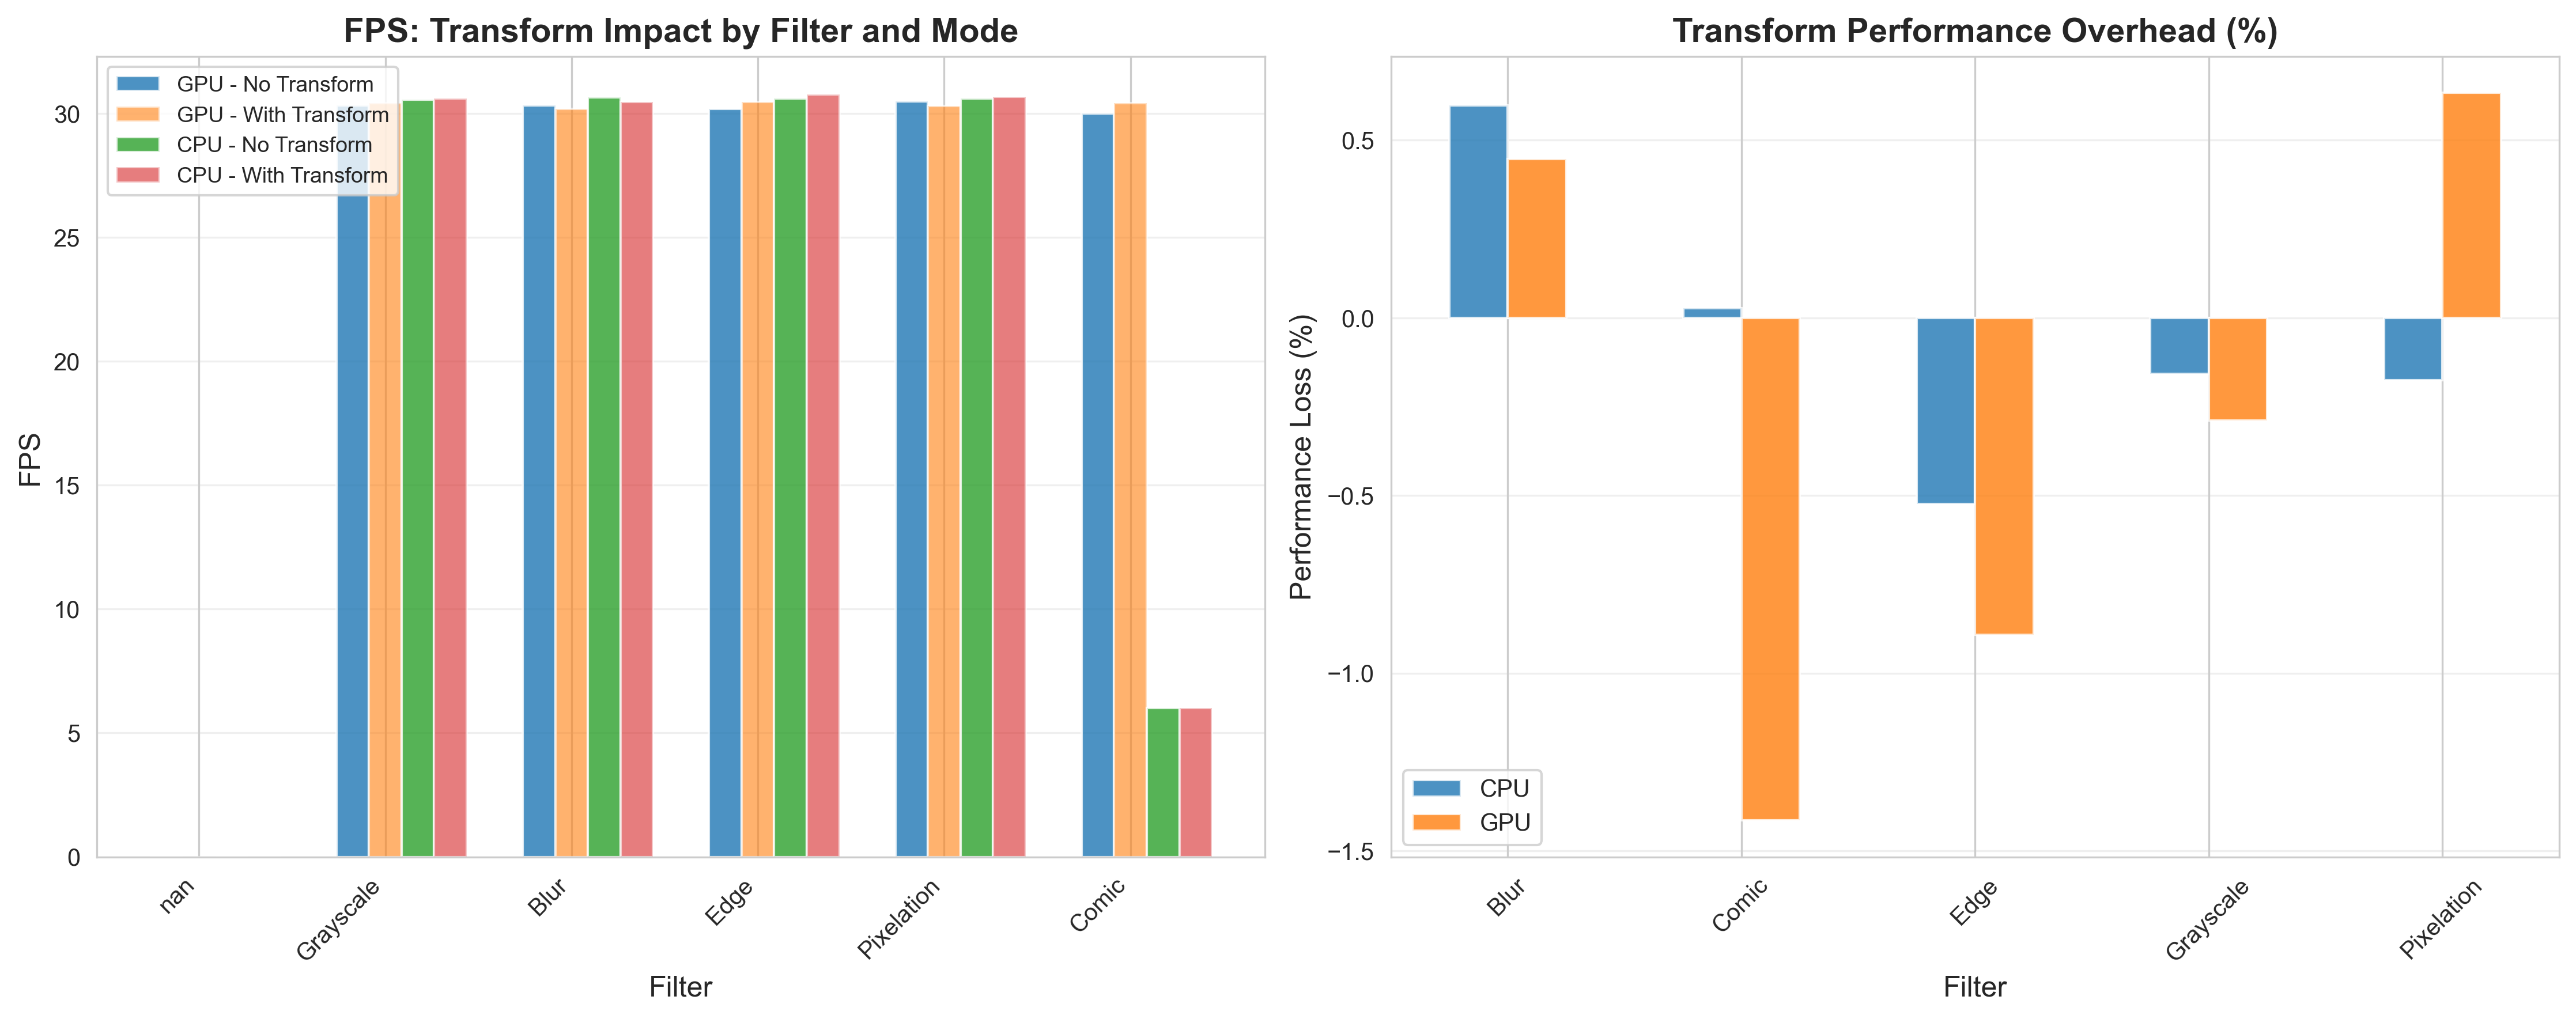 FPS: Transform Impact by Filter and Mode
GPU - No Transform
GPU - With Transform
CPU - No Transform
CPU - With Transform
30
25
20
15
10
5
0
FPS
nan
Grayscale
Blur
Edge
Pixelation
Comic
Filter
Transform Performance Overhead (%)
0.5
0.0
−0.5
−1.0
−1.5
Performance Loss (%)
CPU
GPU
Blur
Comic
Edge
Grayscale
Pixelation
Filter